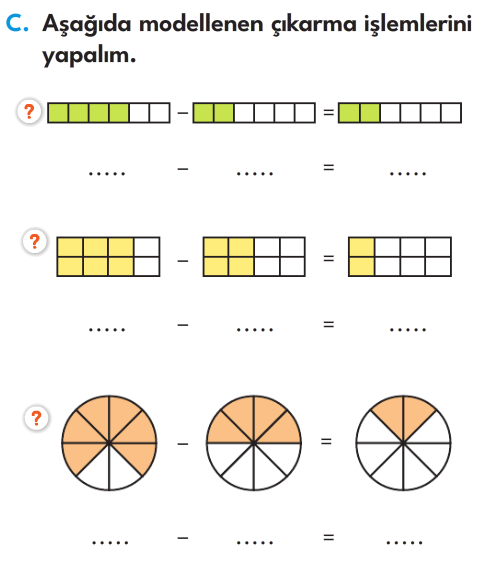 C. Aşağıda modellenen çıkarma işlemlerini
yapalım.
? – =
..... – ..... = .....
? – =
..... – ..... = .....
? – =
..... – ..... = .....